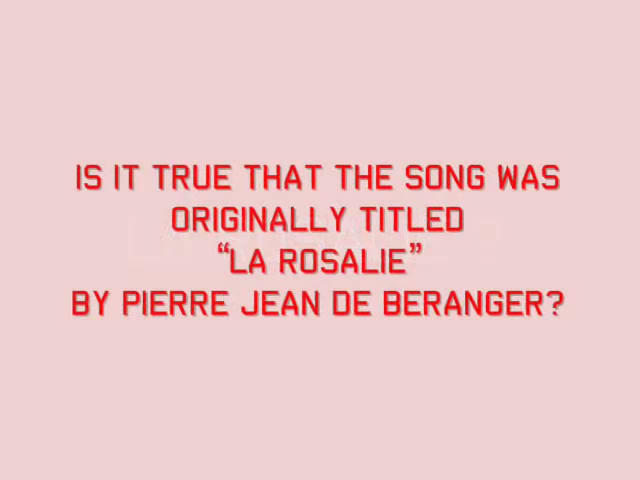 IS IT TRUE THAT THE SONG WAS
ORIGINALLY TITLED
“LA ROSALIE”
BY PIERRE JEAN DE BERANGER?